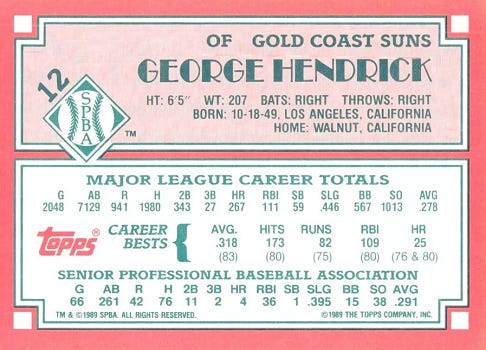 OF GOLD COAST SUNS
GEORGE HENDRICK
12
SPBA
TM
HT: 6'5" WT: 207 BATS: RIGHT THROWS: RIGHT
BORN: 10-18-49, LOS ANGELES, CALIFORNIA
HOME: WALNUT, CALIFORNIA
MAJOR LEAGUE CAREER TOTALS
G AB R H 2B 3B HR RBI SB SLG BB SO AVG
2048 7129 941 1980 343 27 267 111 59 .446 567 1013 .278
TOPPS®
CAREER BESTS
AVG. HITS RUNS RBI HR
.318 173 82 109 25
(83) (80) (75) (80) (76 & 80)
SENIOR PROFESSIONAL BASEBALL ASSOCIATION
G AB R H 2B 3B HR RBI SB SLG BB SO AVG
66 261 42 76 11 2 4 36 1 .395 15 38 .291
TM & ©1989 SPBA. ALL RIGHTS RESERVED.
©1989 THE TOPPS COMPANY, INC.